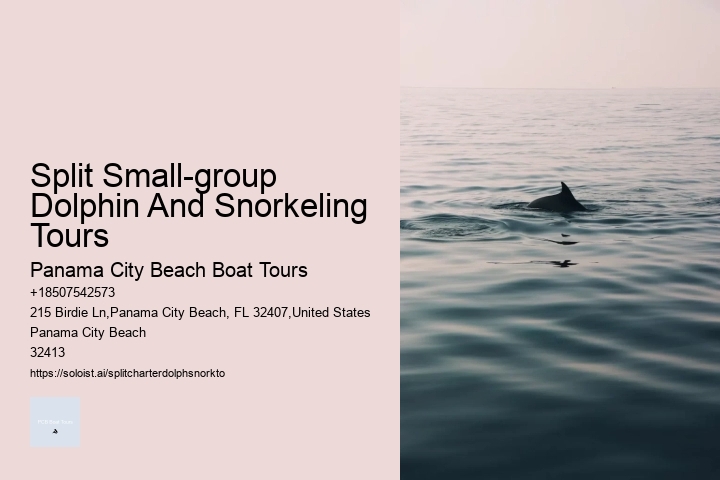 Split Small-group
Dolphin And Snorkeling
Tours
Panama City Beach Boat Tours
+18507542573
215 Birdie Ln,Panama City Beach, FL 32407,United States
Panama City Beach
32413
https://soloist.ai/splitcharterdolphsnorkto